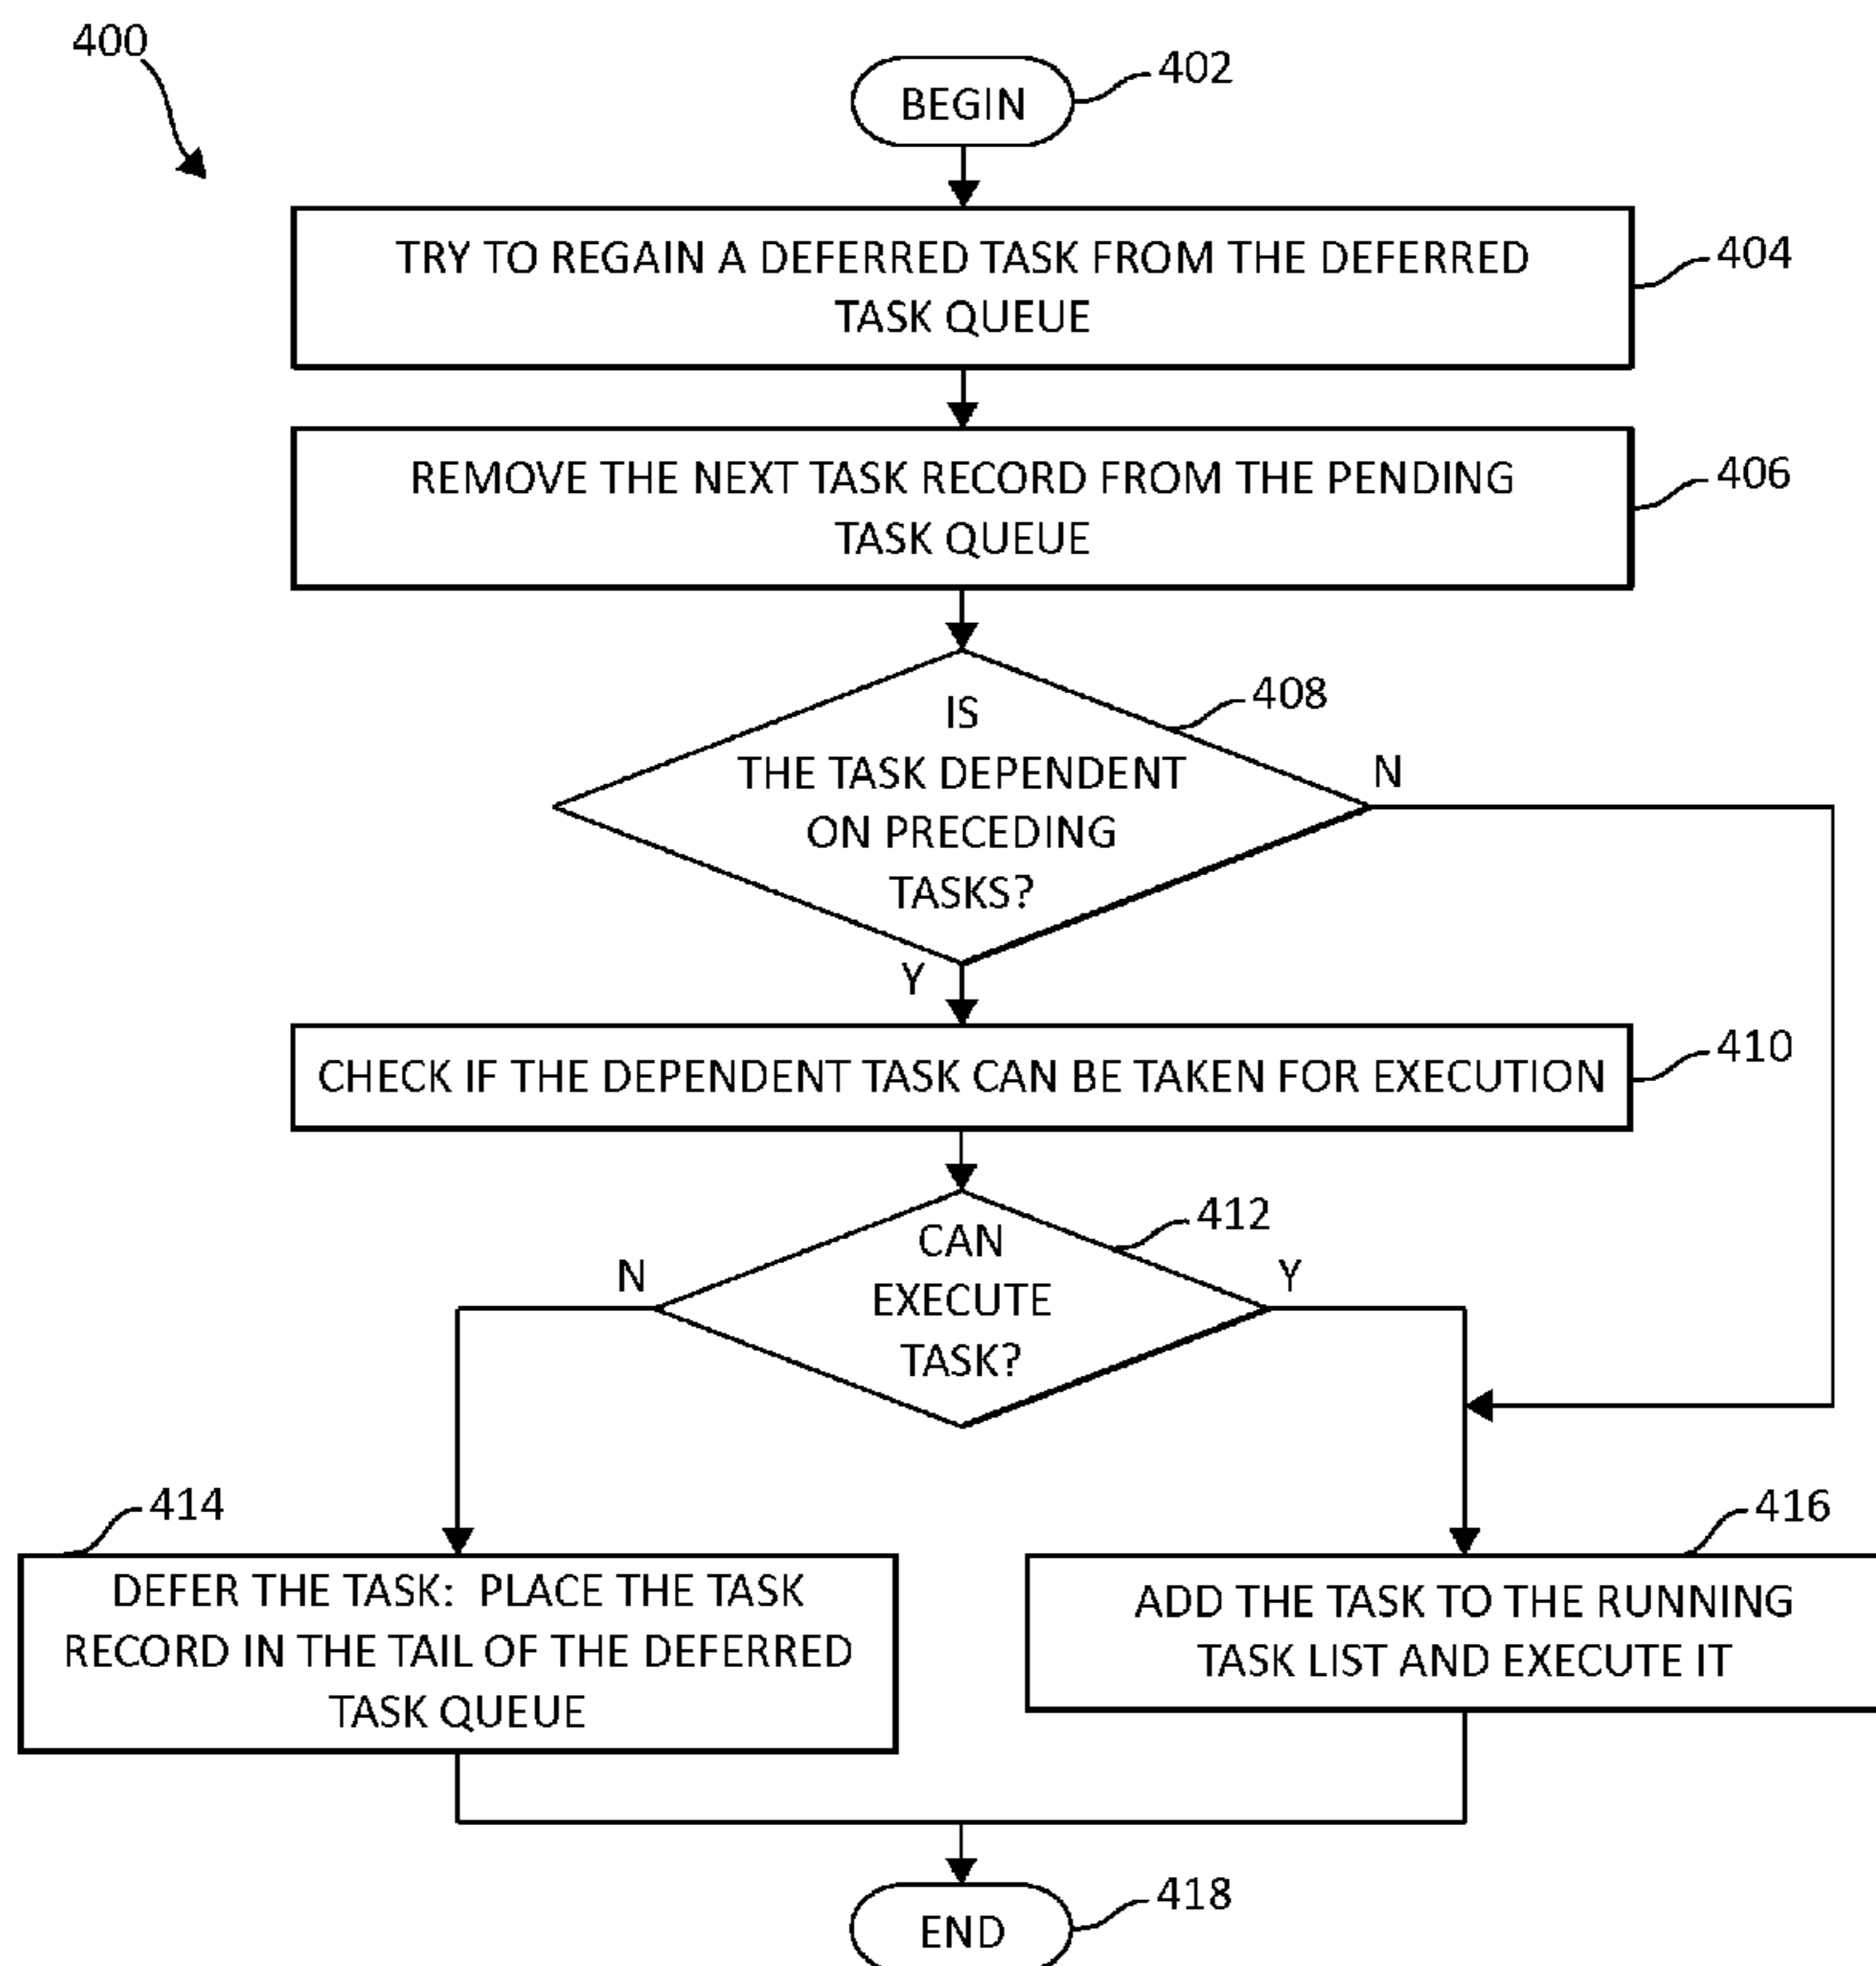 400
BEGIN
402
TRY TO REGAIN A DEFERRED TASK FROM THE DEFERRED
TASK QUEUE
404
REMOVE THE NEXT TASK RECORD FROM THE PENDING
TASK QUEUE
406
IS
THE TASK DEPENDENT
ON PRECEDING
TASKS?
408
N
Y
CHECK IF THE DEPENDENT TASK CAN BE TAKEN FOR EXECUTION
410
CAN
EXECUTE
TASK?
412
N
Y
414
DEFER THE TASK: PLACE THE TASK
RECORD IN THE TAIL OF THE DEFERRED
TASK QUEUE
416
ADD THE TASK TO THE RUNNING
TASK LIST AND EXECUTE IT
END
418